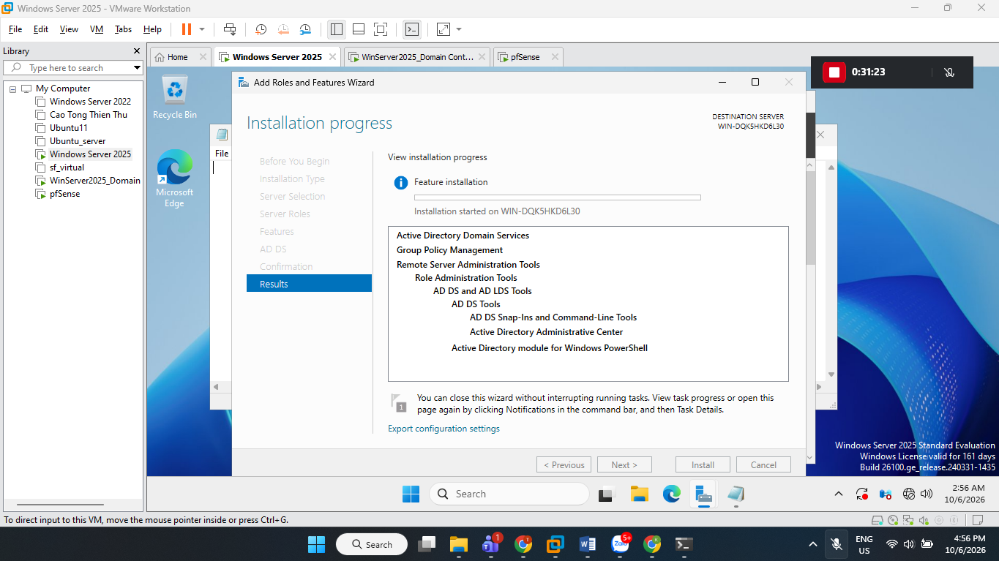 Windows Server 2025 - VMware Workstation
File Edit View VM Tabs Help
Library
Type here to search
My Computer
Windows Server 2022
Cao Tong Thien Thu
Ubuntu11
Ubuntu_server
Windows Server 2025
sf_virtual
WinServer2025_Domain
pfSense
Home
Windows Server 2025
WinServer2025_Domain Cont...
pfSense
0:31:23
Recycle Bin
Microsoft
Edge
File
Add Roles and Features Wizard
Installation progress
DESTINATION SERVER
WIN-DQK5HKD6L30
Before You Begin
Installation Type
Server Selection
Server Roles
Features
AD DS
Confirmation
Results
View installation progress
Feature installation
Installation started on WIN-DQK5HKD6L30
Active Directory Domain Services
Group Policy Management
Remote Server Administration Tools
Role Administration Tools
AD DS and AD LDS Tools
AD DS Tools
AD DS Snap-Ins and Command-Line Tools
Active Directory Administrative Center
Active Directory module for Windows PowerShell
1
You can close this wizard without interrupting running tasks. View task progress or open this
page again by clicking Notifications in the command bar, and then Task Details.
Export configuration settings
< Previous
Next >
Install
Cancel
Windows Server 2025 Standard Evaluation
Windows License valid for 161 days
Build 26100.ge_release.240331-1435
Search
2:56 AM
10/6/2026
To direct input to this VM, move the mouse pointer inside or press Ctrl+G.
Search
1
1
Zalo
5+
K
ENG
US
4:56 PM
10/6/2026